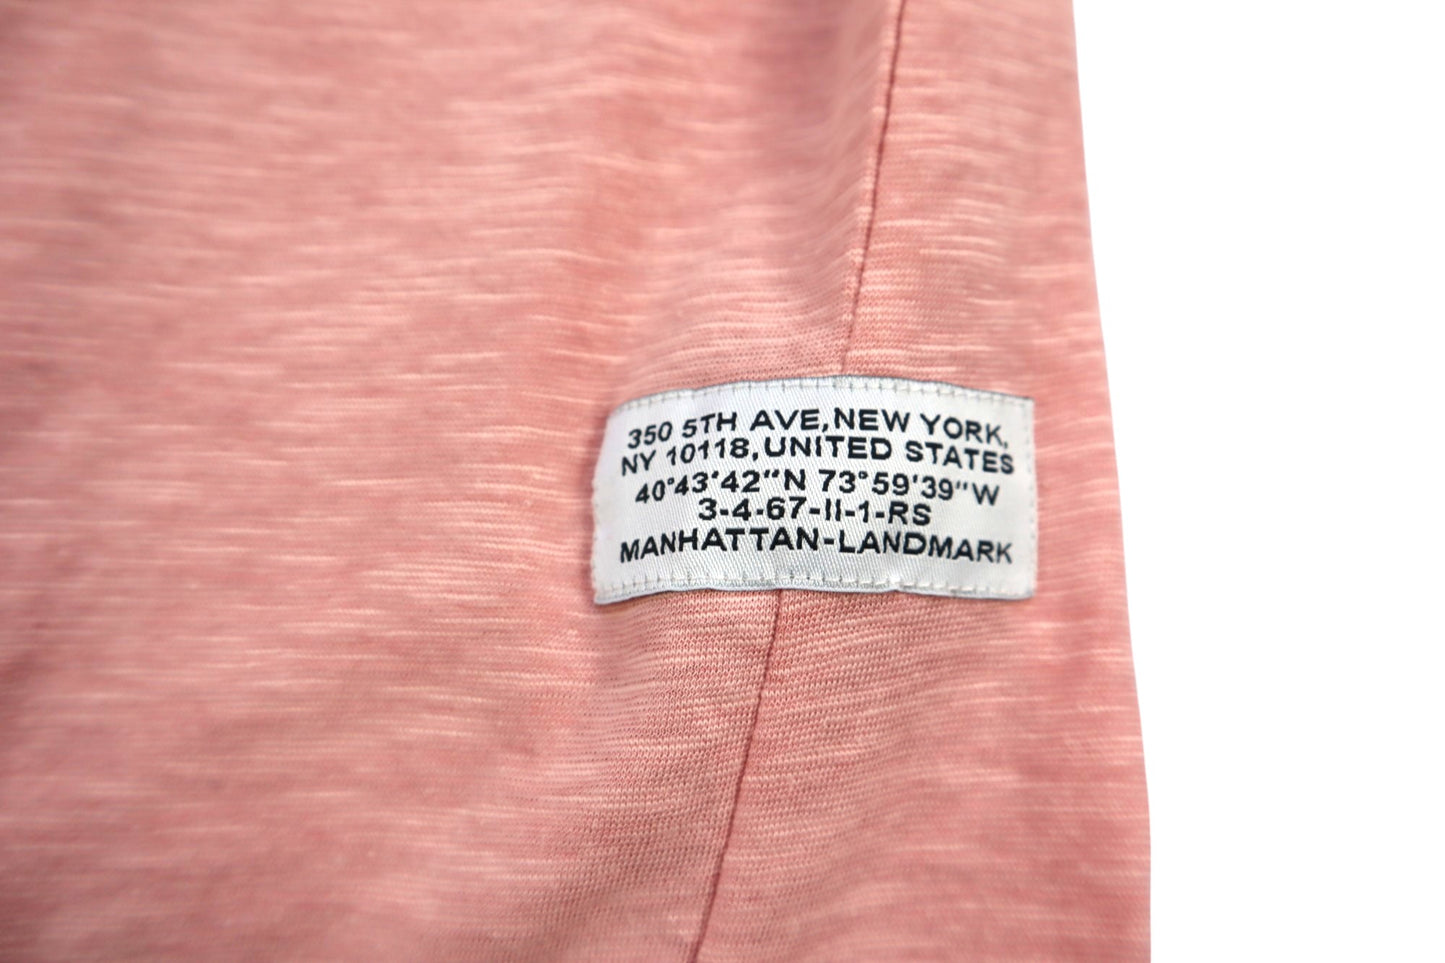 350 5TH AVE,NEW YORK,
NY 10118,UNITED STATES
40°43'42"N 73°59'39"W
3-4-67-II-1-RS
MANHATTAN-LANDMARK